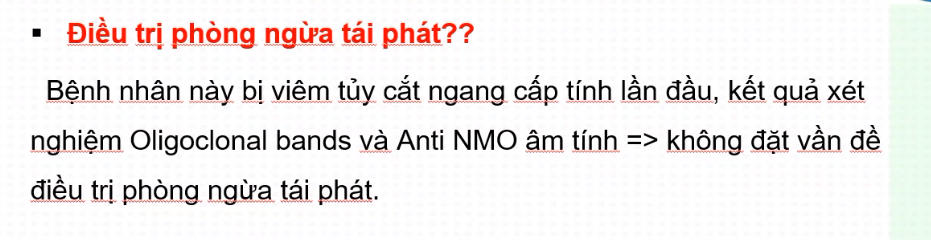 ▪ Điều trị phòng ngừa tái phát??
Bệnh nhân này bị viêm tủy cắt ngang cấp tính lần đầu, kết quả xét
nghiệm Oligoclonal bands và Anti NMO âm tính => không đặt vần đề
điều trị phòng ngừa tái phát.